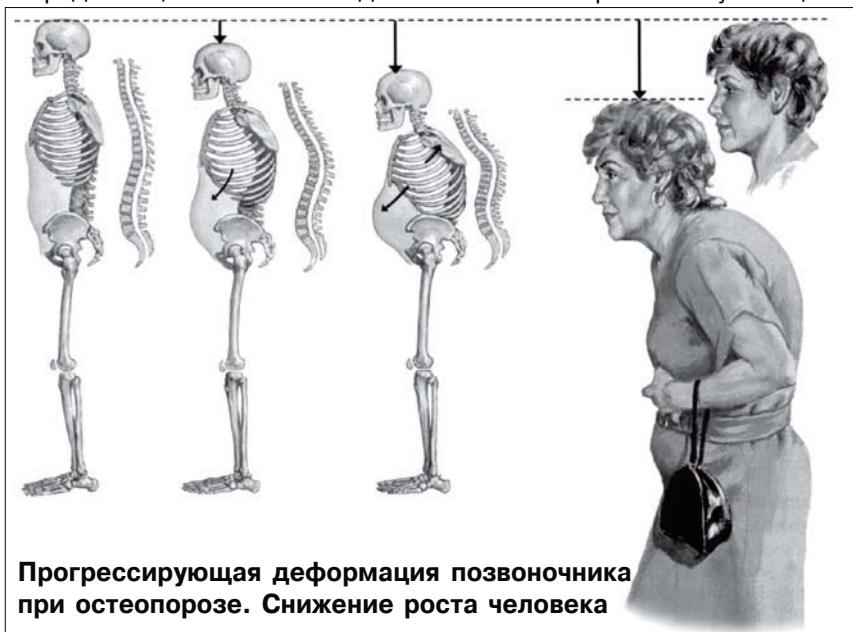 Прогрессирующая деформация позвоночника
при остеопорозе. Снижение роста человека